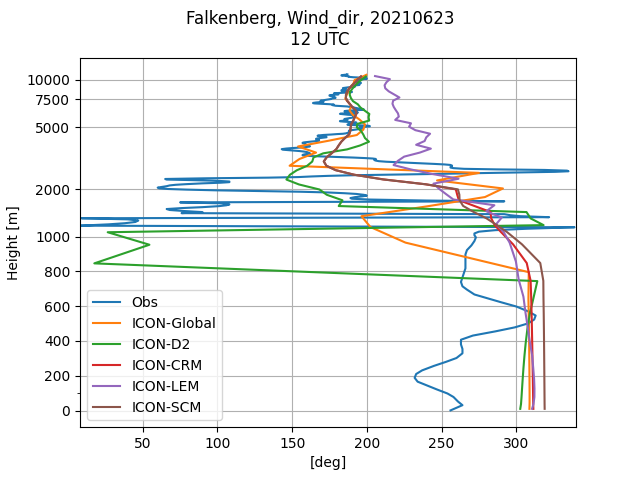 Falkenberg, Wind_dir, 20210623
12 UTC
10000
7500
5000
2000
1000
800
600
400
200
0
Height [m]
Obs
ICON-Global
ICON-D2
ICON-CRM
ICON-LEM
ICON-SCM
50
100
150
200
250
300
[deg]